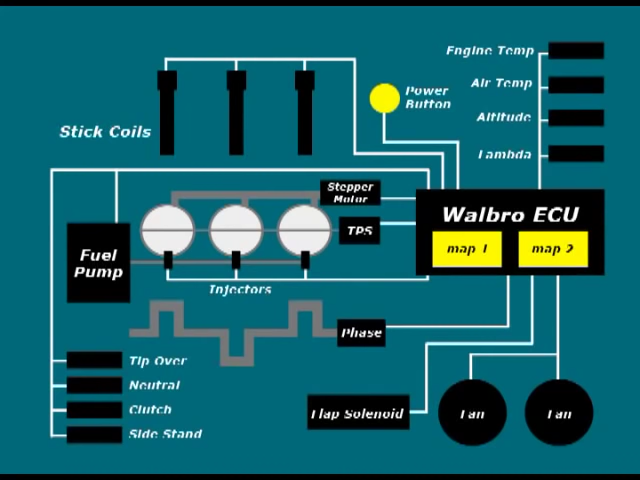 Engine Temp
Air Temp
Power
Button
Altitude
Stick Coils
Lambda
Stepper
Motor
Walbro ECU
TPS
map 1
map 2
Fuel
Pump
Injectors
Phase
Tip Over
Neutral
Clutch
Flap Solenoid
Fan
Fan
Side Stand